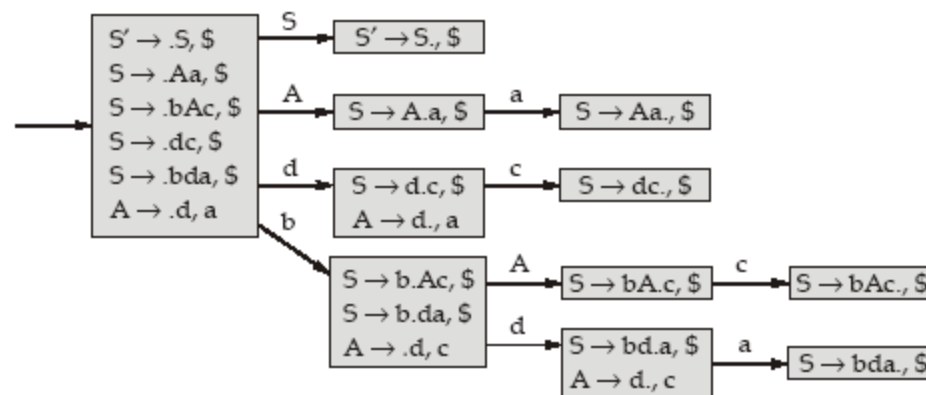 S′ → .S, $
S → .Aa, $
S → .bAc, $
S → .dc, $
S → .bda, $
A → .d, a
S
S′ → S., $
A
S → A.a, $
a
S → Aa., $
d
S → d.c, $
A → d., a
c
S → dc., $
b
S → b.Ac, $
S → b.da, $
A → .d, c
A
S → bA.c, $
c
S → bAc., $
d
S → bd.a, $
A → d., c
a
S → bda., $